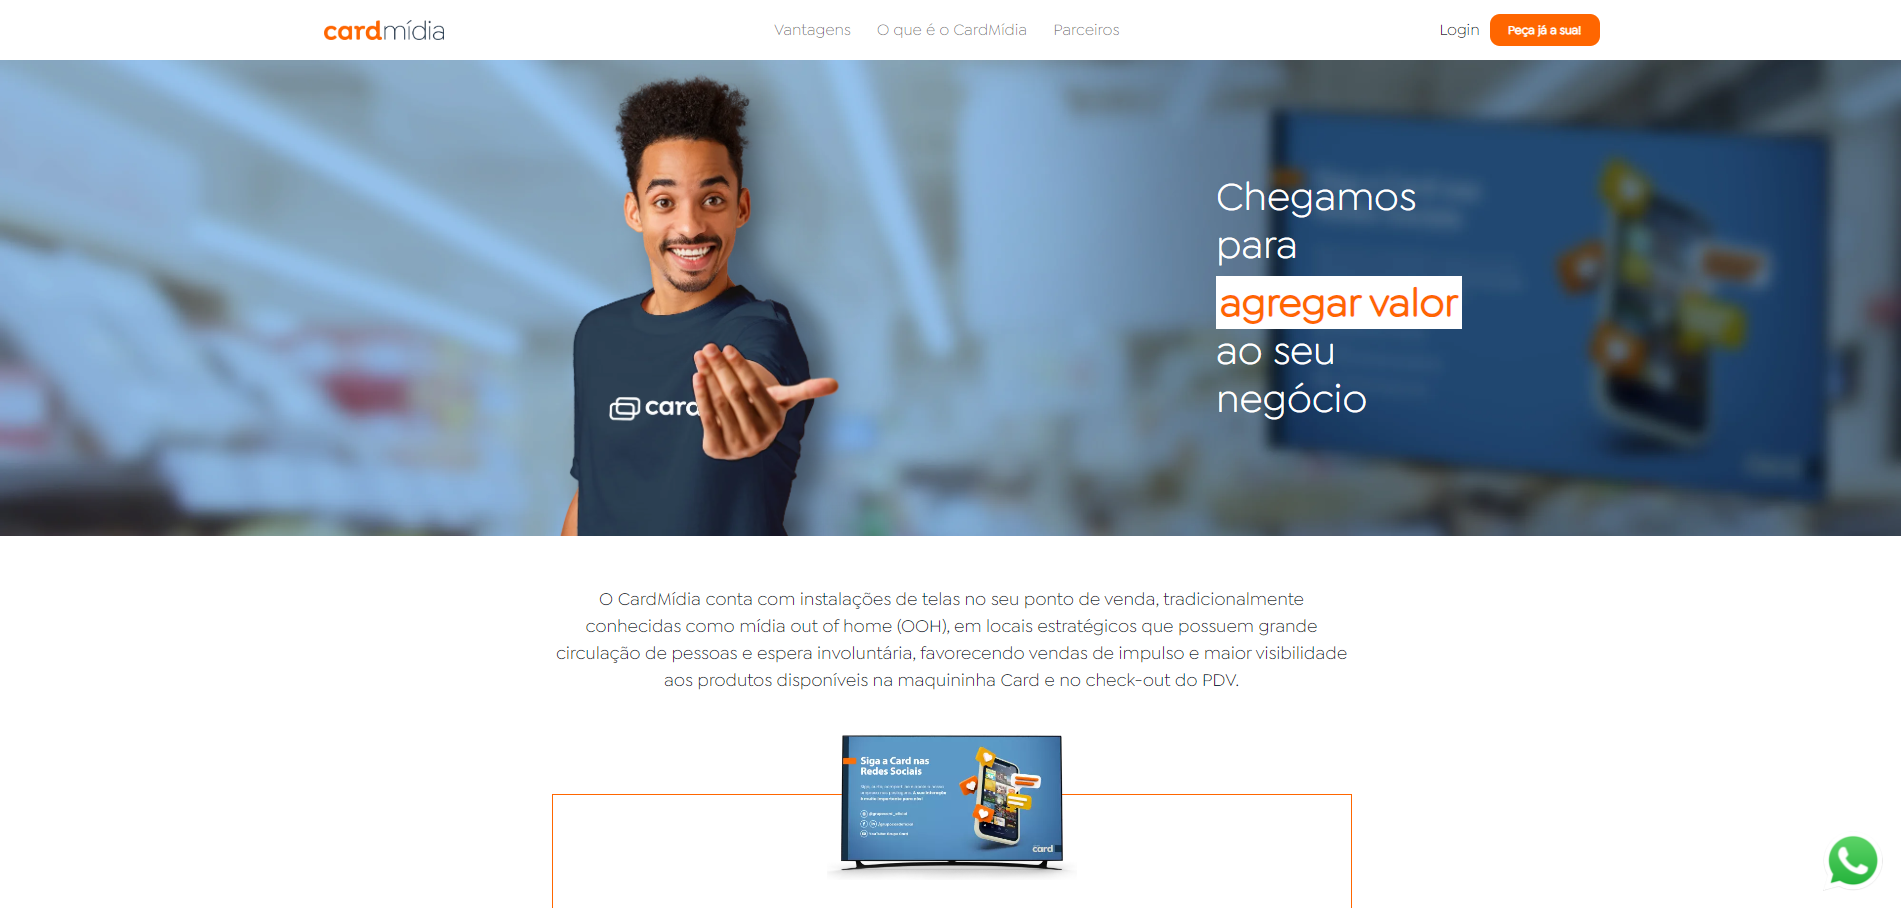 cardmídia
Vantagens
O que é o CardMídia
Parceiros
Login
Peça já a sua!
Chegamos
para
agregar valor
ao seu
negócio
card
O CardMídia conta com instalações de telas no seu ponto de venda, tradicionalmente
conhecidas como mídia out of home (OOH), em locais estratégicos que possuem grande
circulação de pessoas e espera involuntária, favorecendo vendas de impulso e maior visibilidade
aos produtos disponíveis na maquininha Card e no check-out do PDV.
Siga a Card nas
Redes Sociais
card